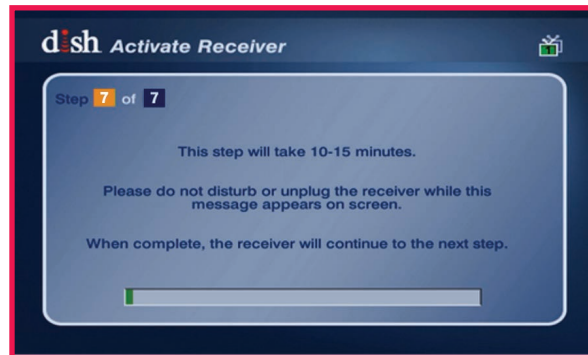 dish Activate Receiver
1
Step 7 of 7
This step will take 10-15 minutes.
Please do not disturb or unplug the receiver while this
message appears on screen.
When complete, the receiver will continue to the next step.